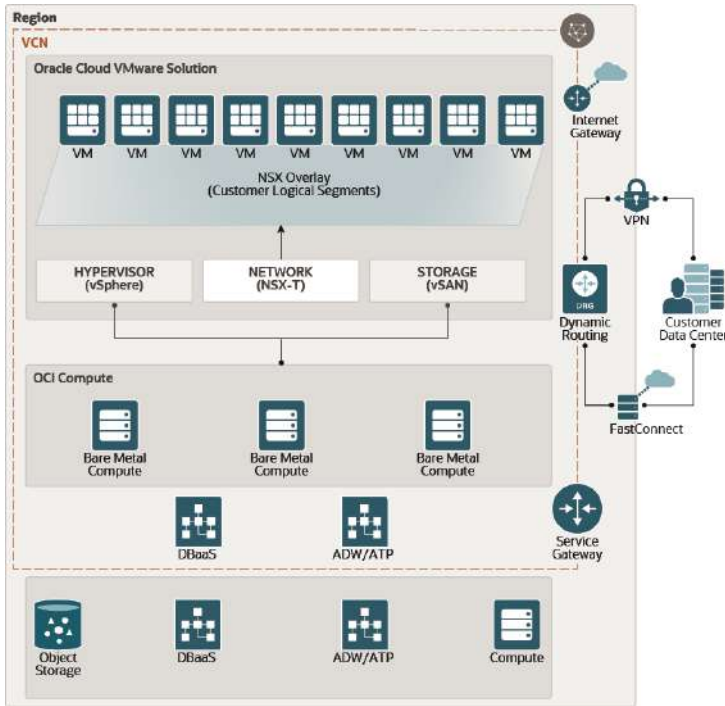 Region
VCN
Oracle Cloud VMware Solution
VM VM VM VM VM VM VM VM VM
NSX Overlay
(Customer Logical Segments)
Internet
Gateway
VPN
HYPERVISOR
(vSphere)
NETWORK
(NSX-T)
STORAGE
(vSAN)
DRG
Dynamic
Routing
Customer
Data Center
OCI Compute
Bare Metal
Compute
Bare Metal
Compute
Bare Metal
Compute
FastConnect
DBaaS
ADW/ATP
Service
Gateway
Object
Storage
DBaaS
ADW/ATP
Compute